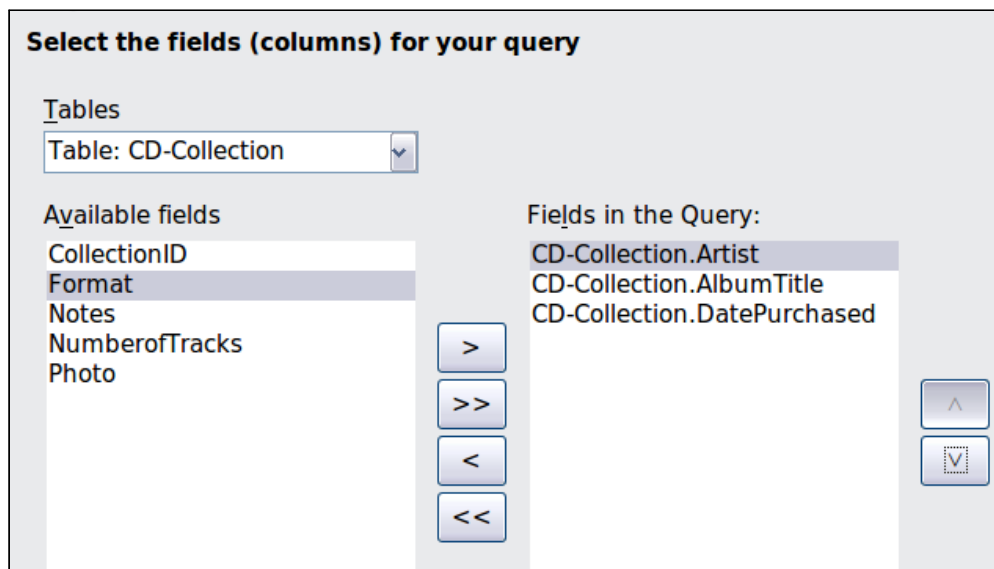 Select the fields (columns) for your query
Tables
Table: CD-Collection
Available fields
CollectionID
Format
Notes
NumberofTracks
Photo
>
>>
<
<<
Fields in the Query:
CD-Collection.Artist
CD-Collection.AlbumTitle
CD-Collection.DatePurchased
^
v